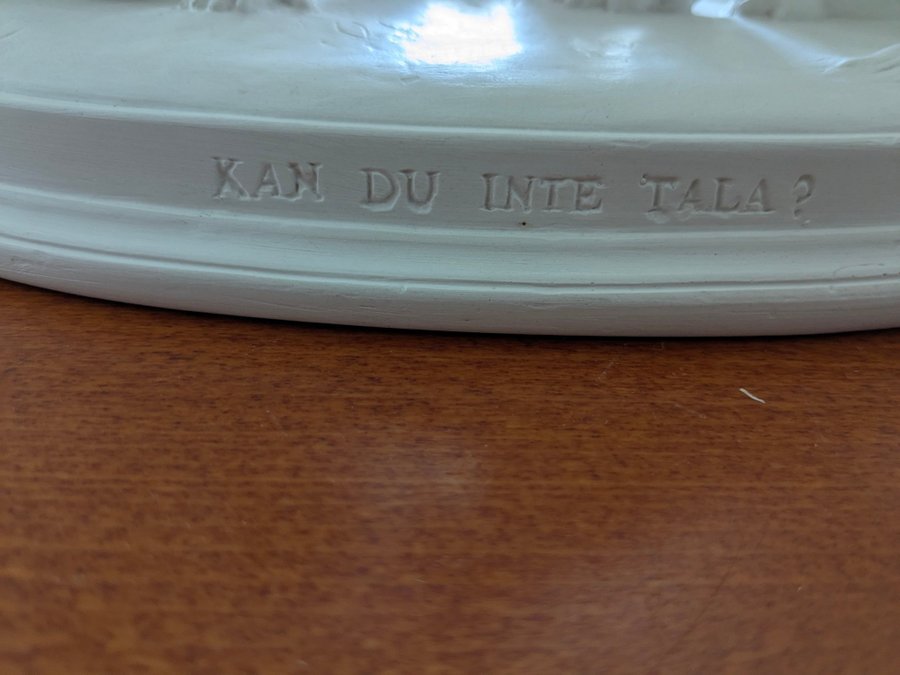 KAN DU INTE TALA?